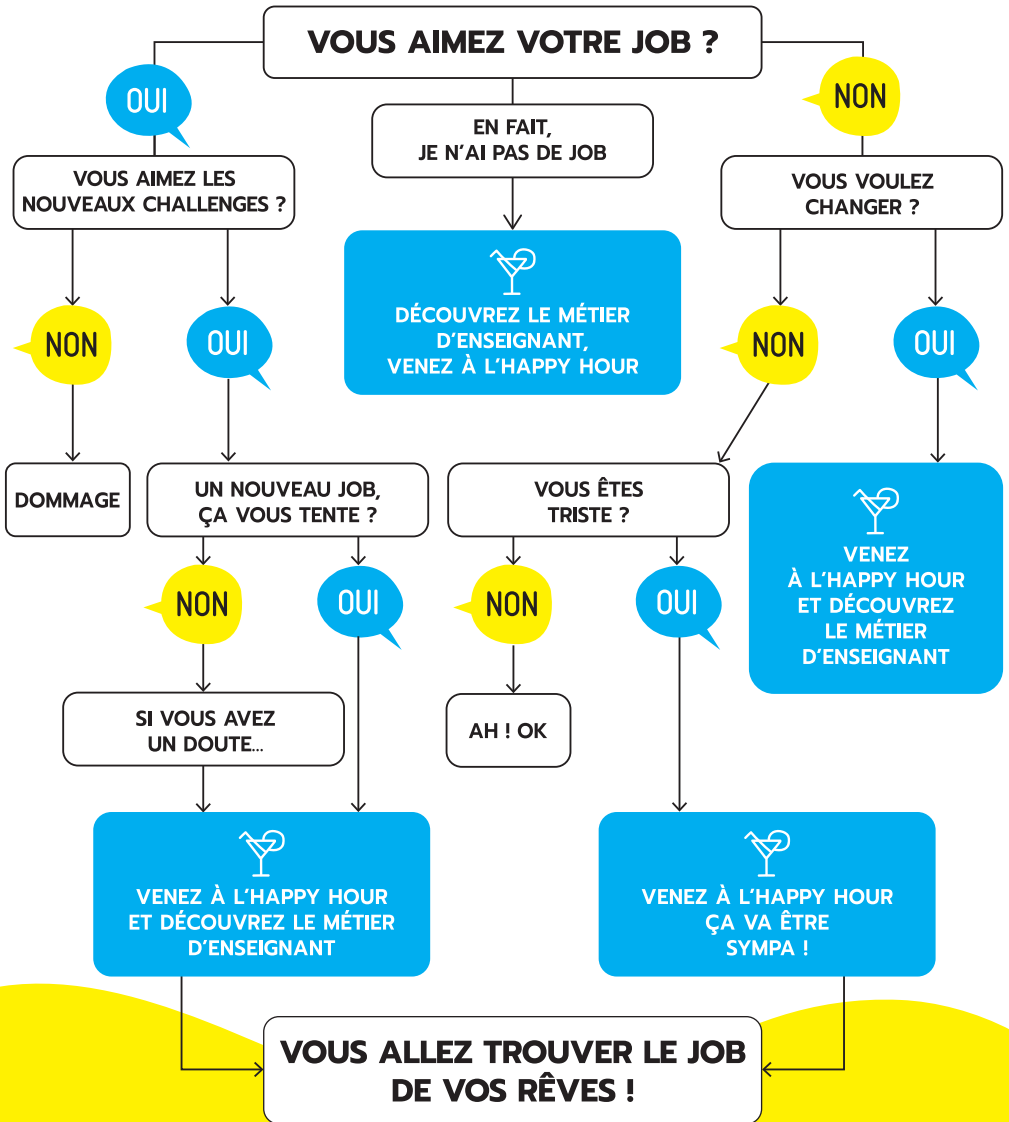 VOUS AIMEZ VOTRE JOB ?
OUI
EN FAIT,
JE N'AI PAS DE JOB
NON
VOUS AIMEZ LES
NOUVEAUX CHALLENGES ?
VOUS VOULEZ
CHANGER ?
DÉCOUVREZ LE MÉTIER
D'ENSEIGNANT,
VENEZ À L'HAPPY HOUR
NON
OUI
NON
OUI
DOMMAGE
UN NOUVEAU JOB,
ÇA VOUS TENTE ?
VOUS ÊTES
TRISTE ?
VENEZ
À L'HAPPY HOUR
ET DÉCOUVREZ
LE MÉTIER
D'ENSEIGNANT
NON
OUI
NON
OUI
SI VOUS AVEZ
UN DOUTE...
AH ! OK
VENEZ À L'HAPPY HOUR
ET DÉCOUVREZ LE MÉTIER
D'ENSEIGNANT
VENEZ À L'HAPPY HOUR
ÇA VA ÊTRE
SYMPA !
VOUS ALLEZ TROUVER LE JOB
DE VOS RÊVES !